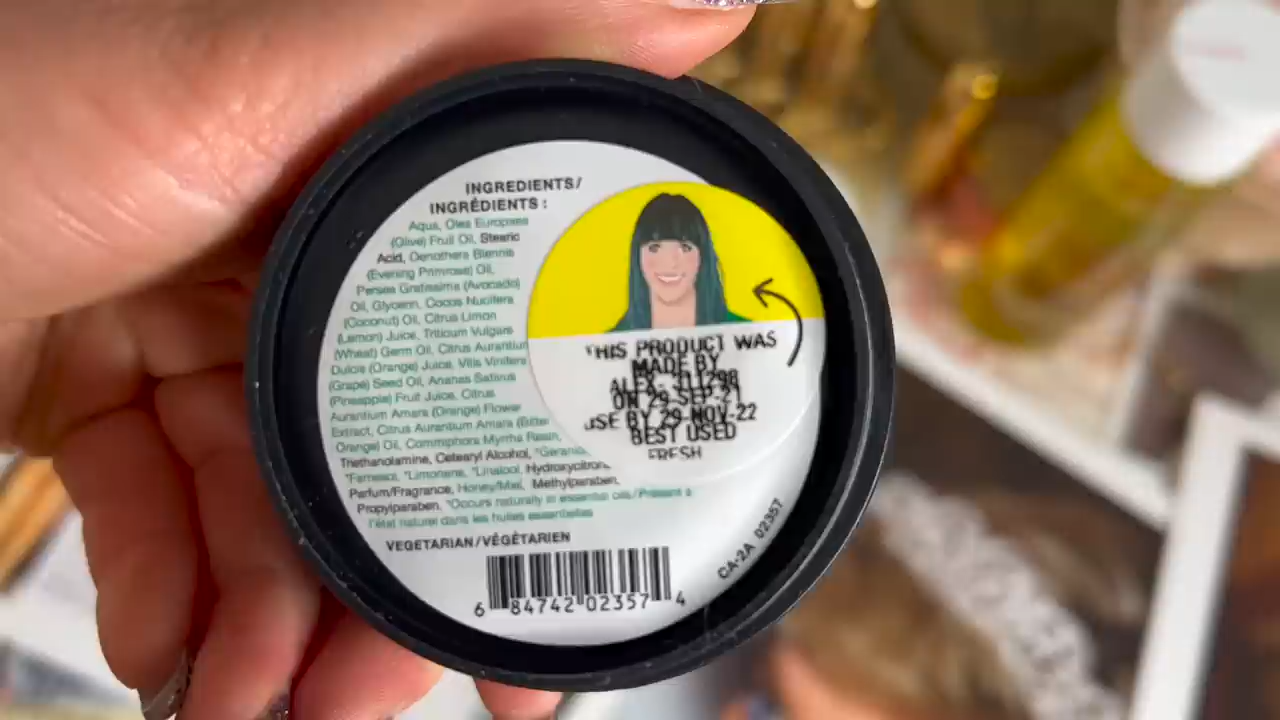 INGREDIENTS/
INGRÉDIENTS :
Aqua, Olea Europaea
(Olive) Fruit Oil, Stearic
Acid, Oenothera Biennis
(Evening Primrose) Oil,
Persea Gratissima (Avocado)
Oil, Glycerin, Cocos Nucifera
(Coconut) Oil, Citrus Limon
(Lemon) Juice, Triticum Vulgare
(Wheat) Germ Oil, Citrus Aurantium
Dulcis (Orange) Juice, Vitis Vinifera
(Grape) Seed Oil, Ananas Sativus
(Pineapple) Fruit Juice, Citrus
Aurantium Amara (Orange) Flower
Extract, Citrus Aurantium Amara (Bitter
Orange) Oil, Commiphora Myrrha Resin,
Triethanolamine, Cetearyl Alcohol, *Geraniol
*Farnesol, *Limonene, *Linalool, Hydroxycitron
Parfum/Fragrance, Honey/Miel, Methylparaben,
Propylparaben, *Occurs naturally in essential oils/Présent à
l'état naturel dans les huiles essentielles
VEGETARIAN/VÉGÉTARIEN
6 84742 02357 4
CA-2A 02357
THIS PRODUCT WAS
MADE BY
ALEX
ON 29-SEP-21
USE BY 29-NOV-22
BEST USED
FRESH